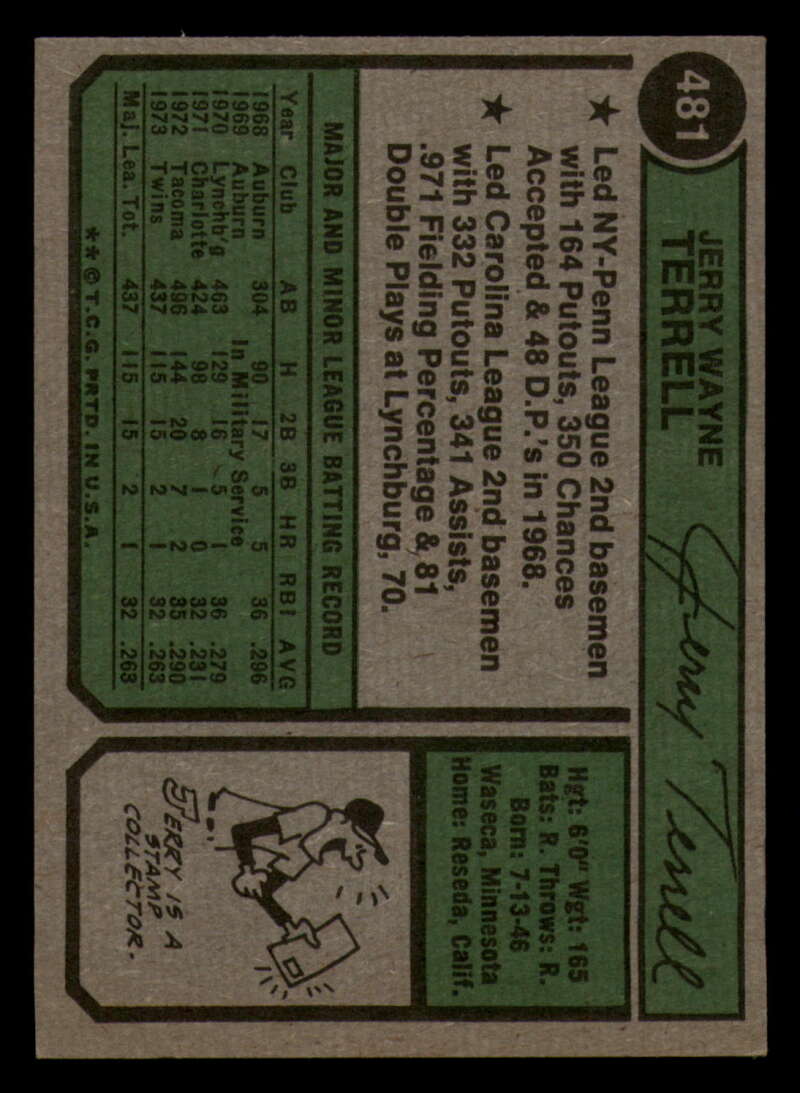 481
JERRY WAYNE
TERRELL
Jerry Terrell
★ Led NY-Penn League 2nd basemen
with 164 Putouts, 350 Chances
Accepted & 48 D.P.'s in 1968.
★ Led Carolina League 2nd basemen
with 332 Putouts, 341 Assists,
.971 Fielding Percentage & 81
Double Plays at Lynchburg, 70.
MAJOR AND MINOR LEAGUE BATTING RECORD
Year Club AB H 2B 3B HR RBI AVG
1968 Auburn 304 90 17 5 5 36 .296
1969 Auburn In Military Service
1970 Lynchb'g 463 129 16 5 1 36 .279
1971 Charlotte 424 98 8 1 0 32 .231
1972 Tacoma 496 144 20 7 2 35 .290
1973 Twins 437 115 15 2 1 32 .263
Maj. Lea. Tot. 437 115 15 2 1 32 .263
**©T.C.G. PRTD. IN U.S.A.
Hgt: 6'0" Wgt: 165
Bats: R. Throws: R.
Born: 7-13-46
Waseca, Minnesota
Home: Reseda, Calif.
JERRY IS A
STAMP
COLLECTOR.